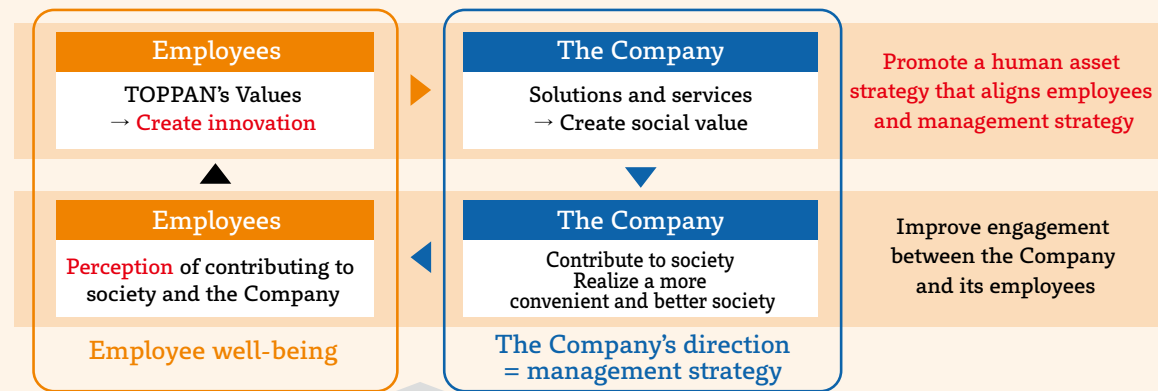 Employees
TOPPAN’s Values
→ Create innovation
The Company
Solutions and services
→ Create social value
Promote a human asset
strategy that aligns employees
and management strategy
Employees
Perception of contributing to
society and the Company
The Company
Contribute to society
Realize a more
convenient and better society
Improve engagement
between the Company
and its employees
Employee well-being
The Company’s direction
= management strategy